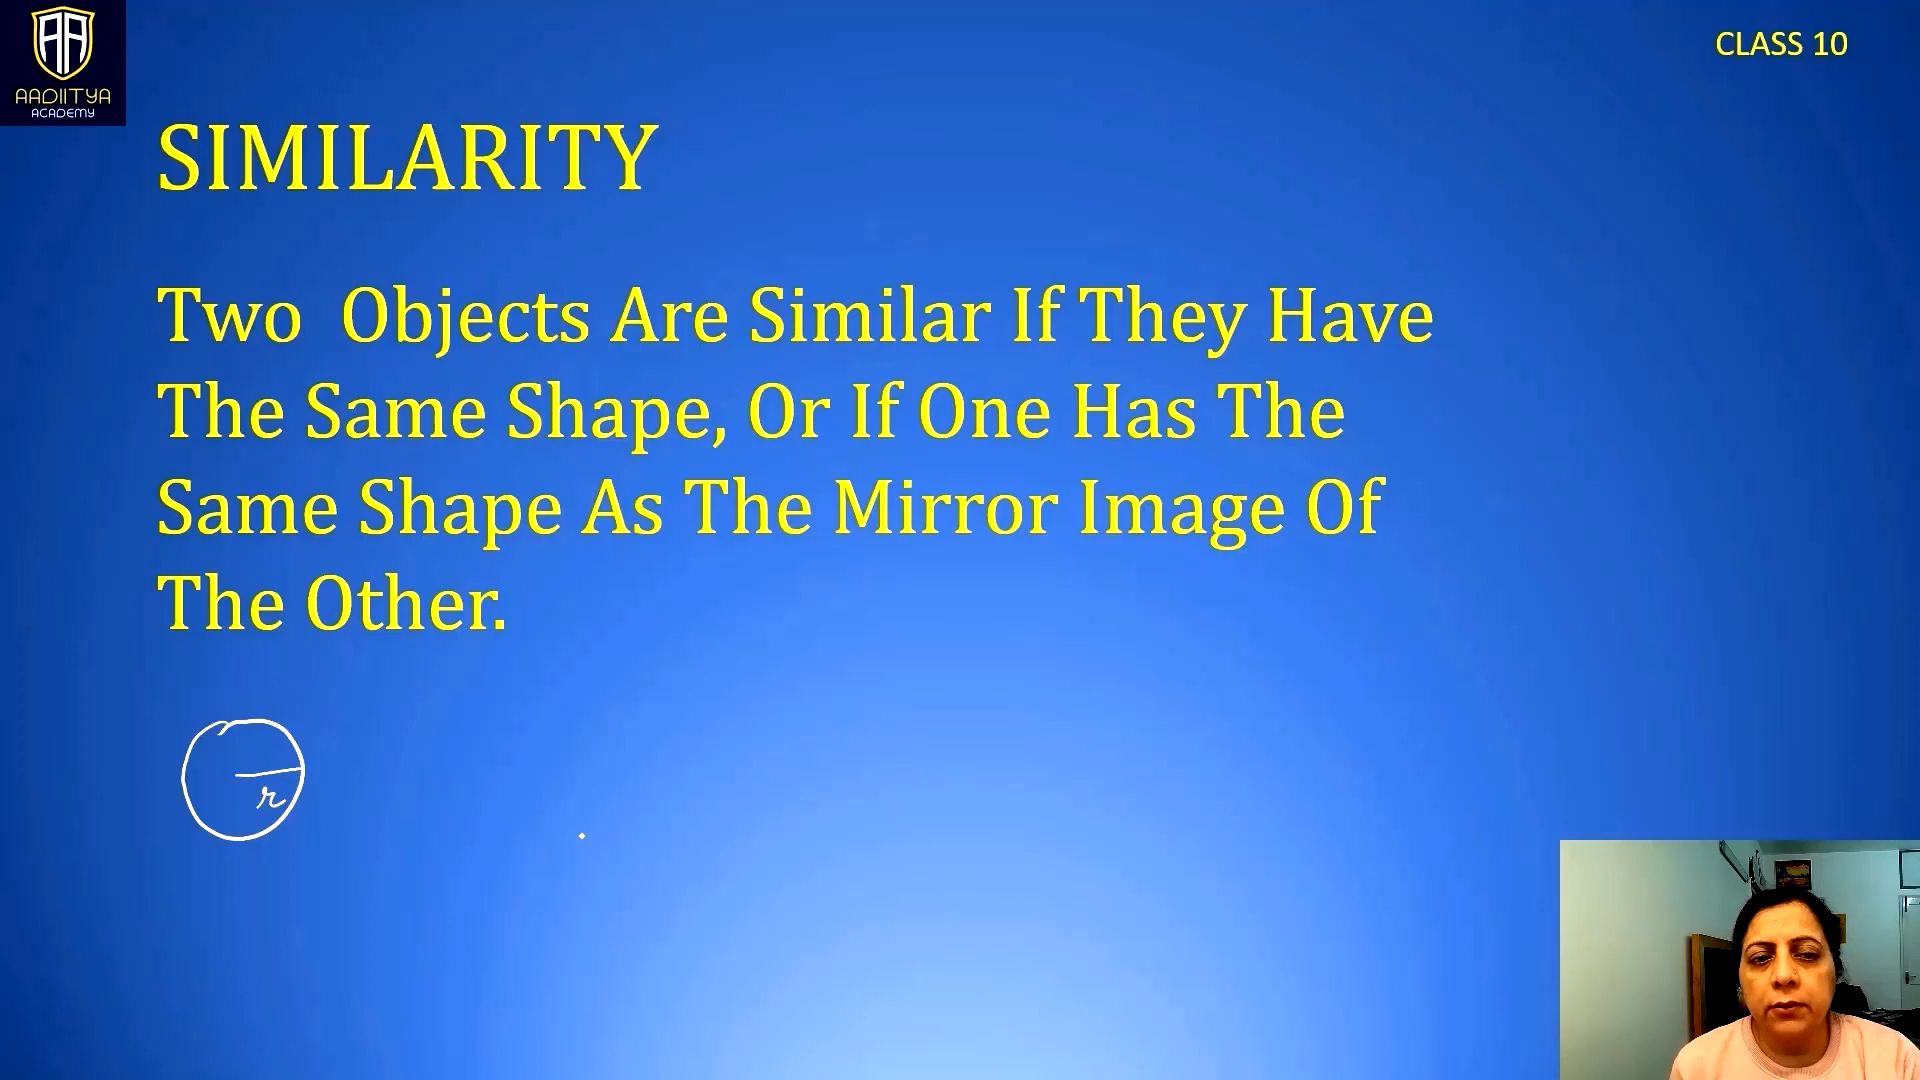 AA
AADIITYA
ACADEMY
CLASS 10
SIMILARITY
Two Objects Are Similar If They Have
The Same Shape, Or If One Has The
Same Shape As The Mirror Image Of
The Other.
r